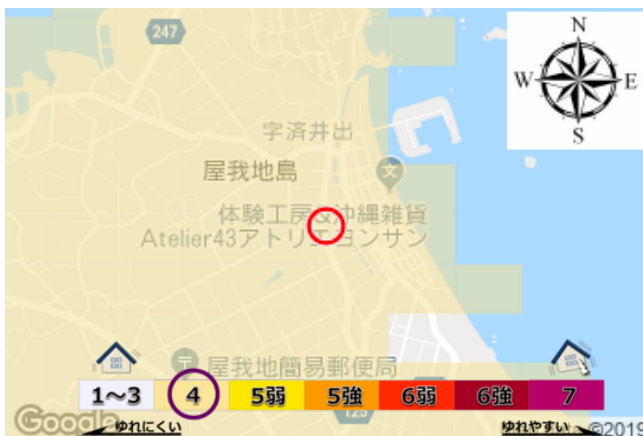 N
W E
S
247
字済井出
屋我地島
文
体験工房&沖縄雑貨
Atelier43アトリエヨンサン
〒
屋我地簡易郵便局
1～3 4 5弱 5強 6弱 6強 7
125
Google
ゆれにくい
ゆれやすい
©2019